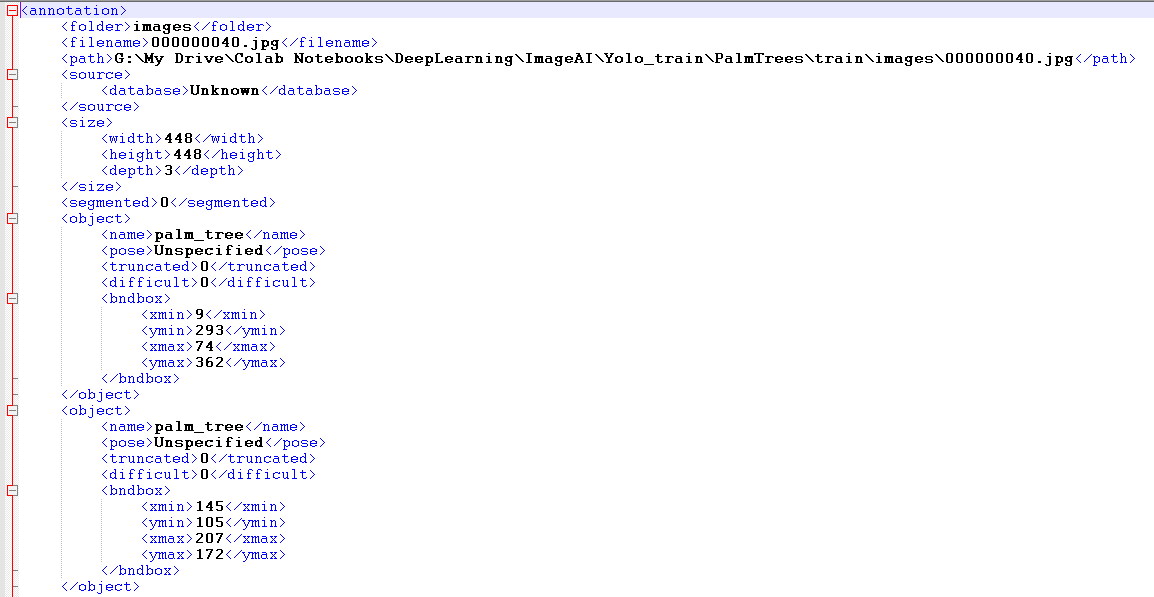 <annotation>
<folder>images</folder>
<filename>000000040.jpg</filename>
<path>G:\My Drive\Colab Notebooks\DeepLearning\ImageAI\Yolo_train\PalmTrees\train\images\000000040.jpg</path>
<source>
<database>Unknown</database>
</source>
<size>
<width>448</width>
<height>448</height>
<depth>3</depth>
</size>
<segmented>0</segmented>
<object>
<name>palm_tree</name>
<pose>Unspecified</pose>
<truncated>0</truncated>
<difficult>0</difficult>
<bndbox>
<xmin>9</xmin>
<ymin>293</ymin>
<xmax>74</xmax>
<ymax>362</ymax>
</bndbox>
</object>
<object>
<name>palm_tree</name>
<pose>Unspecified</pose>
<truncated>0</truncated>
<difficult>0</difficult>
<bndbox>
<xmin>145</xmin>
<ymin>105</ymin>
<xmax>207</xmax>
<ymax>172</ymax>
</bndbox>
</object>